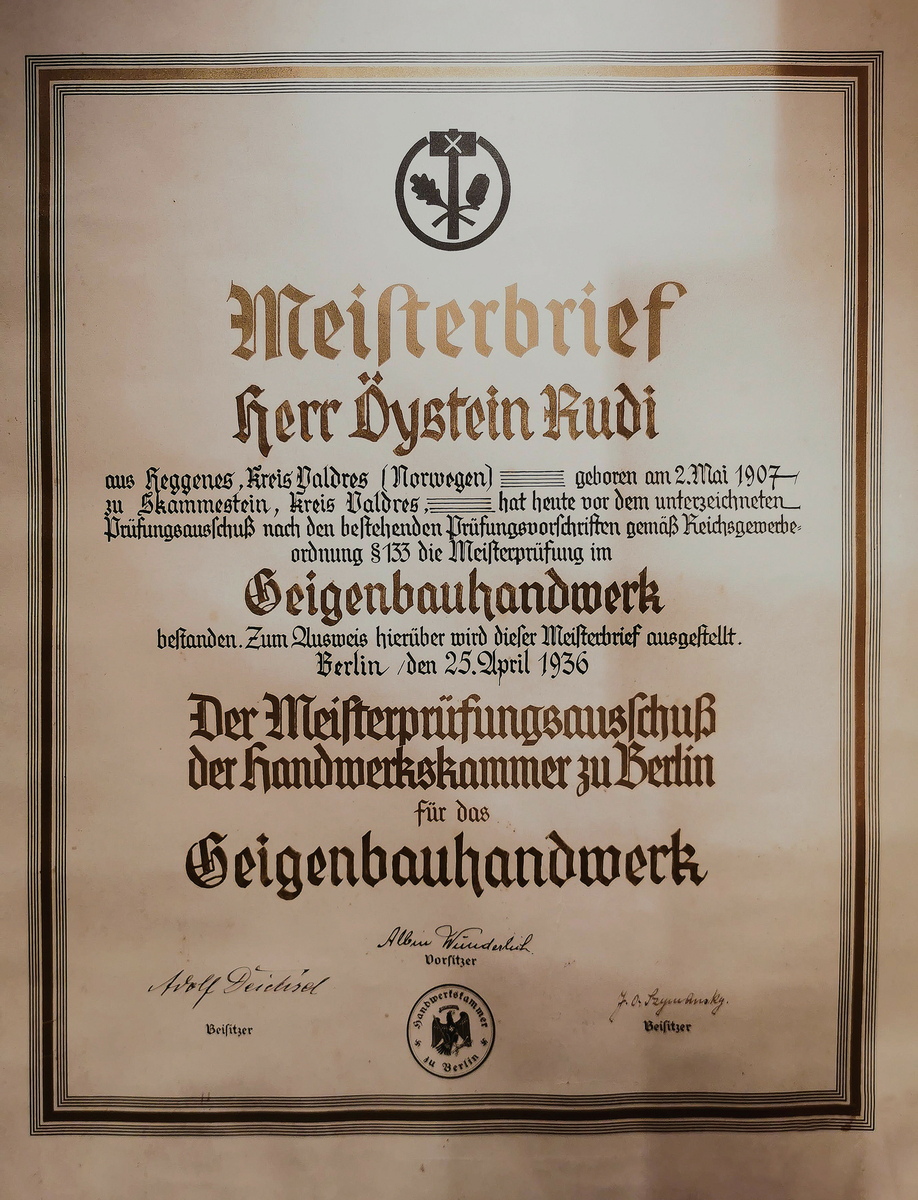 Meisterbrief
Herr Öystein Rudi
aus Heggenes, Kreis Valdres (Norwegen) geboren am 2. Mai 1907
zu Skammestein, Kreis Valdres, hat heute vor dem unterzeichneten
Prüfungsausschuß nach den bestehenden Prüfungsvorschriften gemäß Reichsgewerbe-
ordnung § 133 die Meisterprüfung im
Geigenbauhandwerk
bestanden. Zum Ausweis hierüber wird dieser Meisterbrief ausgestellt.
Berlin, den 25. April 1936
Der Meisterprüfungsausschuß
der Handwerkskammer zu Berlin
für das
Geigenbauhandwerk
Albin Wunderlich.
Vorsitzer
Adolf
Beisitzer
Handwerkskammer
zu Berlin
J. O. Szymansky.
Beisitzer